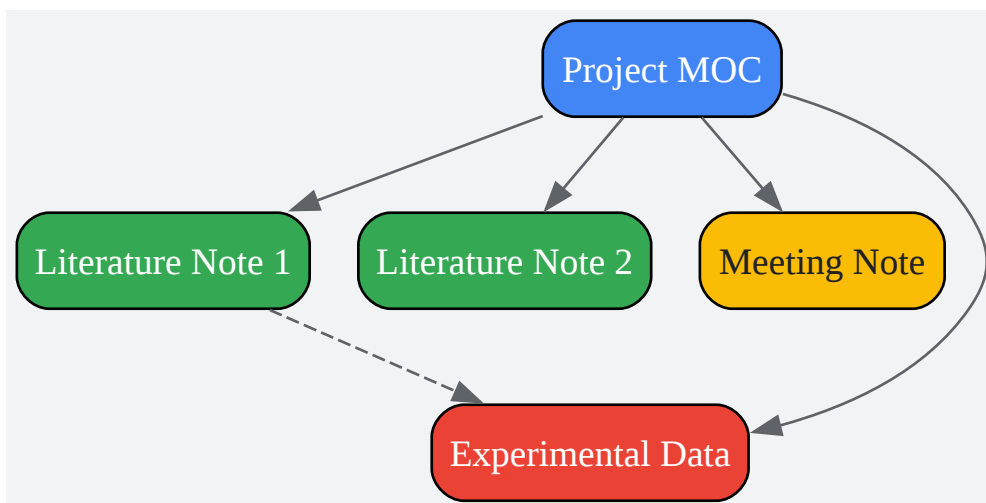 Project MOC
Literature Note 1
Literature Note 2
Meeting Note
Experimental Data